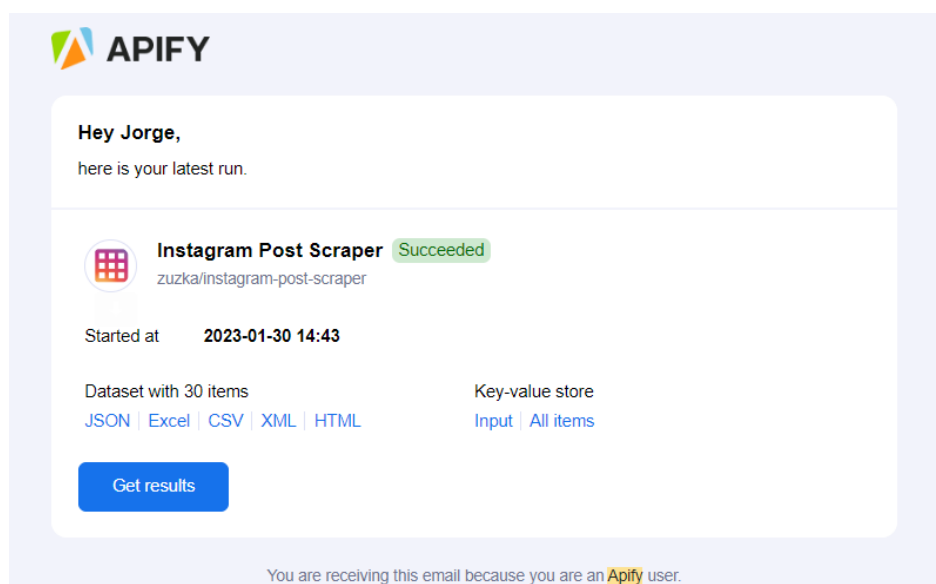 APIFY
Hey Jorge,
here is your latest run.
Instagram Post Scraper Succeeded
zuzka/instagram-post-scraper
Started at 2023-01-30 14:43
Dataset with 30 items Key-value store
JSON Excel CSV XML HTML Input All items
Get results
You are receiving this email because you are an Apify user.